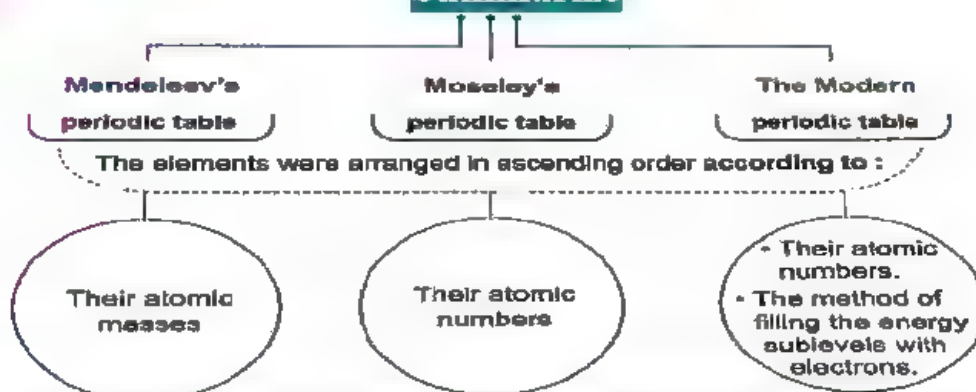 Mendeleev's
periodic table
Moseley's
periodic table
The Modern
periodic table
The elements were arranged in ascending order according to :
Their atomic
masses
Their atomic
numbers
• Their atomic
numbers.
• The method of
filling the energy
sublevels with
electrons.